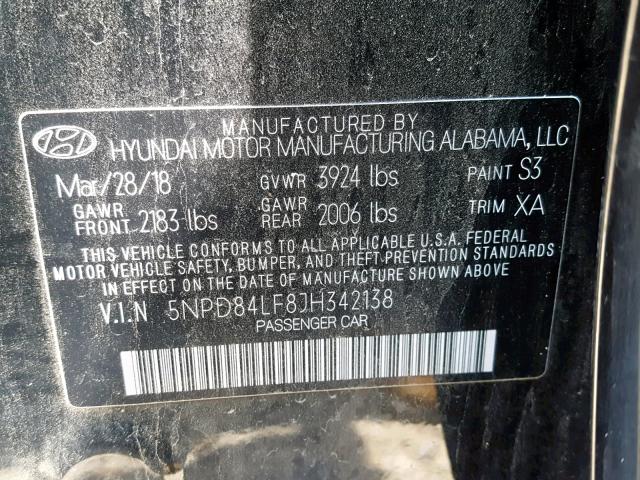 MANUFACTURED BY
HYUNDAI MOTOR MANUFACTURING ALABAMA, LLC
Mar/28/18 GVWR 3924 lbs PAINT S3
GAWR FRONT 2183 lbs GAWR REAR 2006 lbs TRIM XA
THIS VEHICLE CONFORMS TO ALL APPLICABLE U.S.A. FEDERAL
MOTOR VEHICLE SAFETY, BUMPER, AND THEFT PREVENTION STANDARDS
IN EFFECT ON THE DATE OF MANUFACTURE SHOWN ABOVE
V.I.N 5NPD84LF8JH342138
PASSENGER CAR